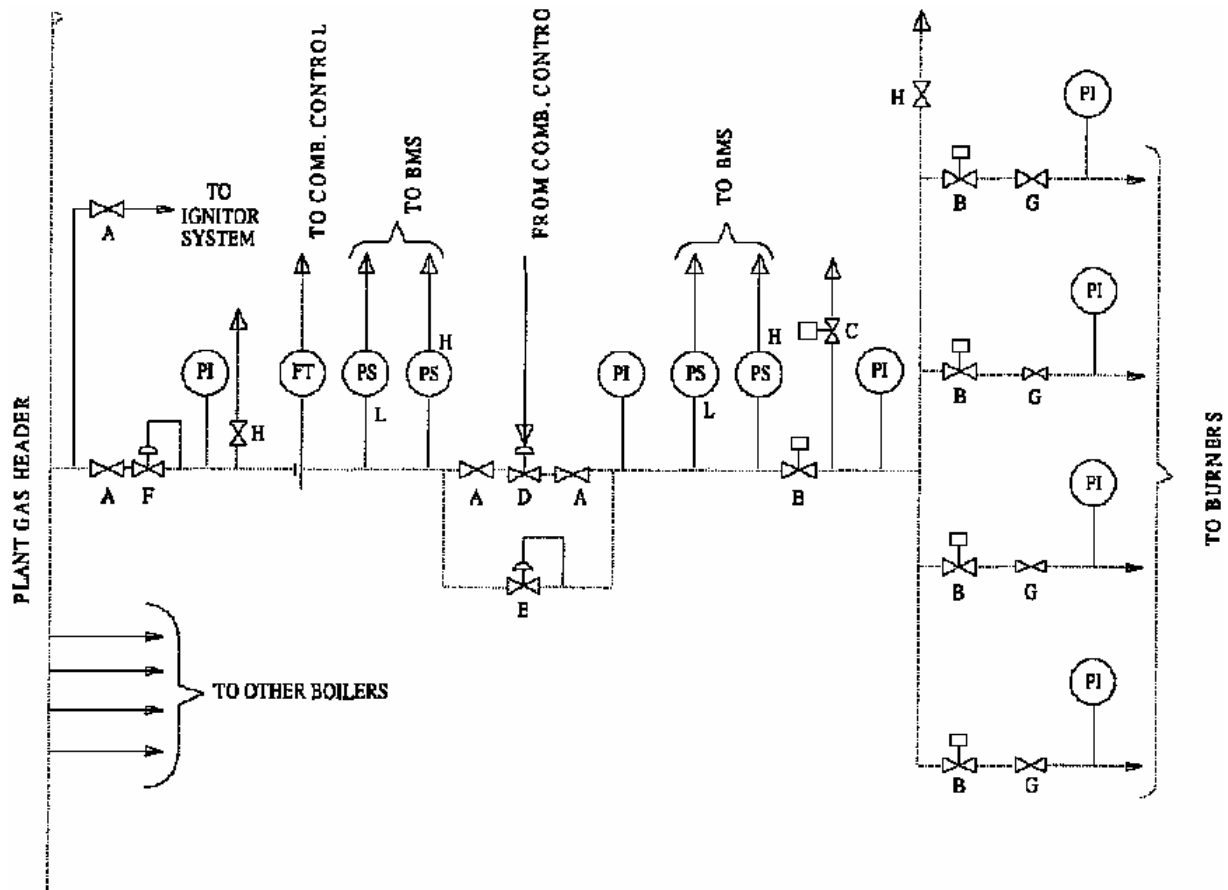 PLANT GAS HEADER
TO
IGNITOR
SYSTEM
A
TO COMB. CONTROL
TO BMS
FROM COMB. CONTROL
TO BMS
H
PI
B
G
PI
B
G
PI
B
G
PI
B
G
TO BURNERS
A
F
PI
H
FT
PS
L
PS
H
A
D
A
E
PI
PS
L
PS
H
B
C
PI
TO OTHER BOILERS